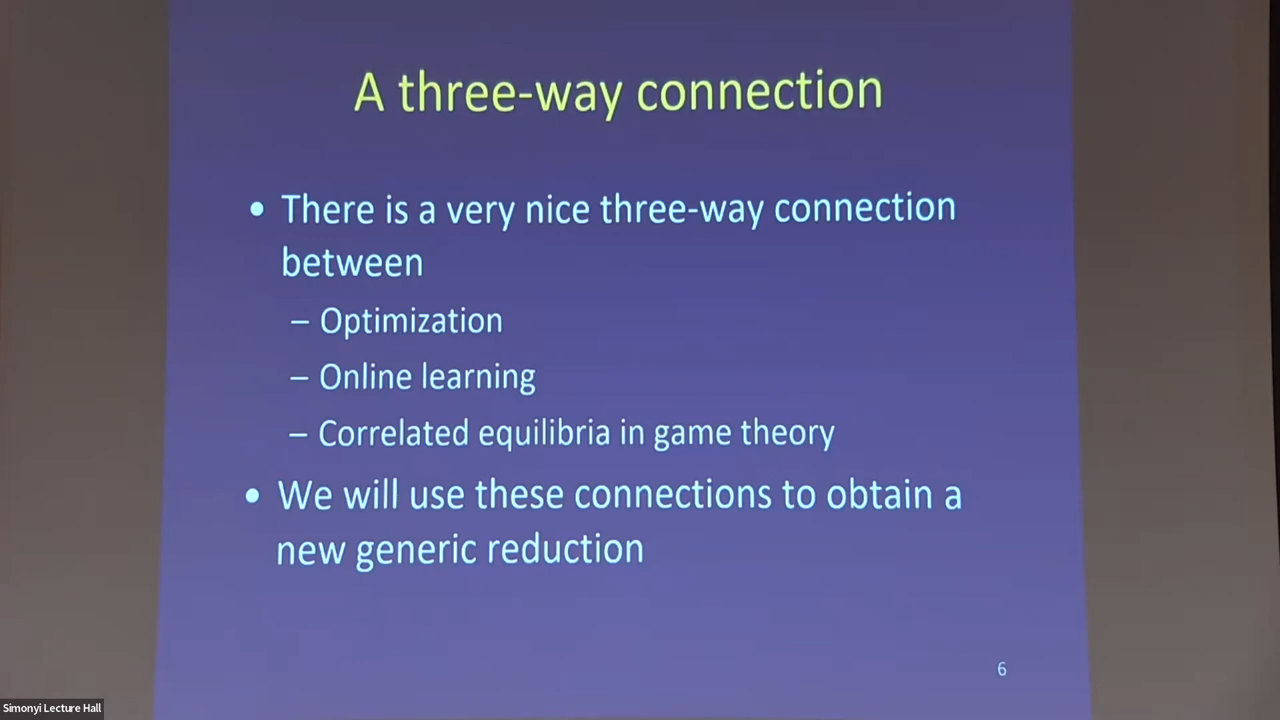 A three-way connection
• There is a very nice three-way connection
between
– Optimization
– Online learning
– Correlated equilibria in game theory
• We will use these connections to obtain a
new generic reduction
6
Simonyi Lecture Hall